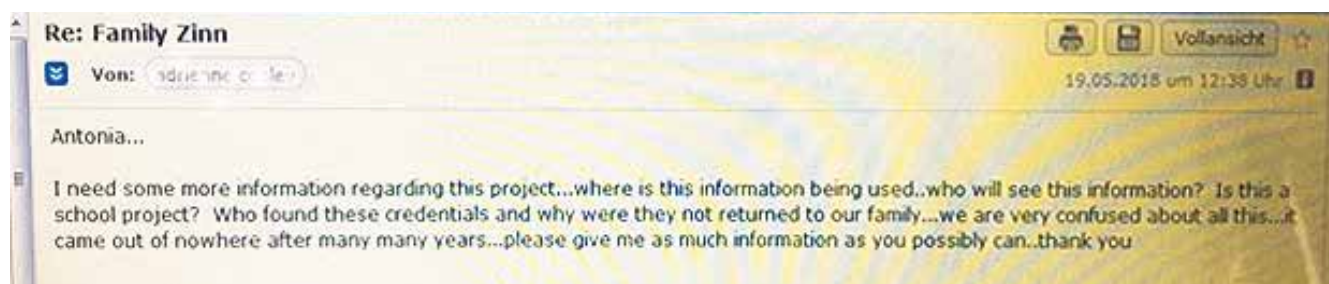 Re: Family Zinn
Vollansicht
Von:
19.05.2018 um 12:38 Uhr
Antonia...
I need some more information regarding this project...where is this information being used..who will see this information? Is this a
school project? Who found these credentials and why were they not returned to our family...we are very confused about all this...it
came out of nowhere after many many years...please give me as much information as you possibly can..thank you